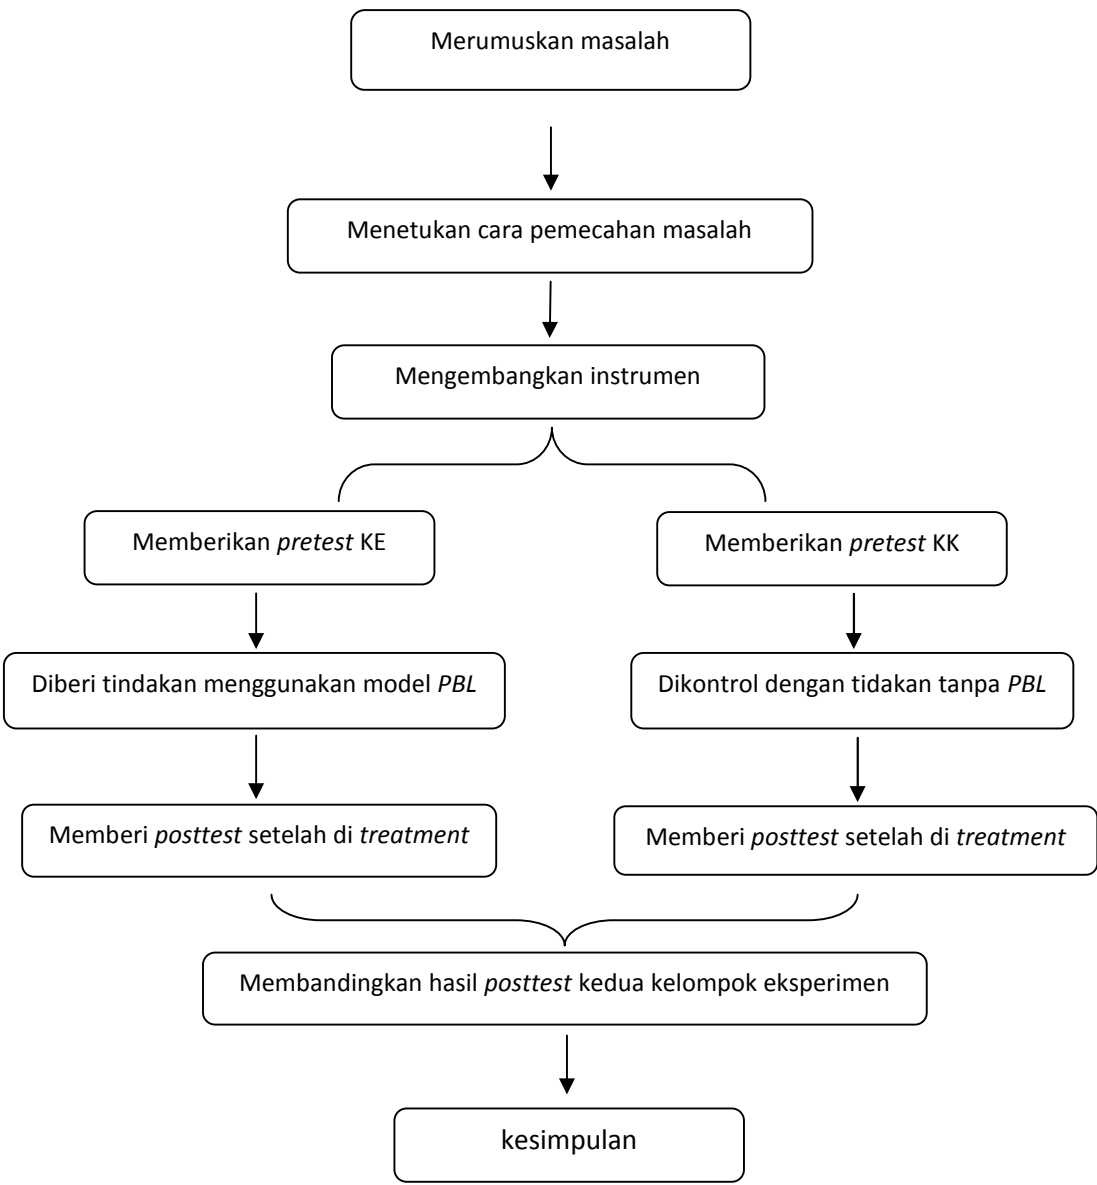 Merumuskan masalah
Menetukan cara pemecahan masalah
Mengembangkan instrumen
Memberikan pretest KE
Memberikan pretest KK
Diberi tindakan menggunakan model PBL
Dikontrol dengan tidakan tanpa PBL
Memberi posttest setelah di treatment
Memberi posttest setelah di treatment
Membandingkan hasil posttest kedua kelompok eksperimen
kesimpulan